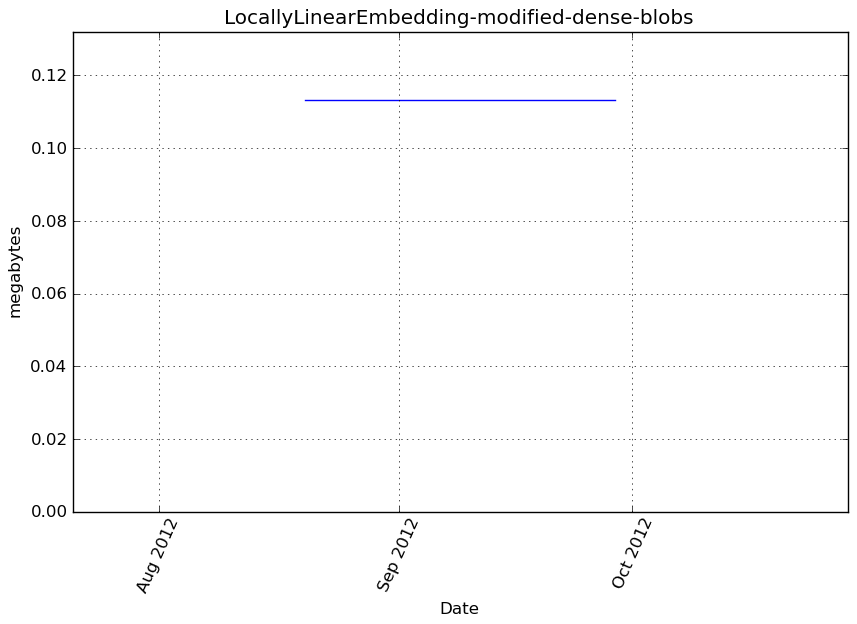 LocallyLinearEmbedding-modified-dense-blobs
0.12
0.10
0.08
0.06
0.04
0.02
0.00
megabytes
Aug 2012
Sep 2012
Oct 2012
Date